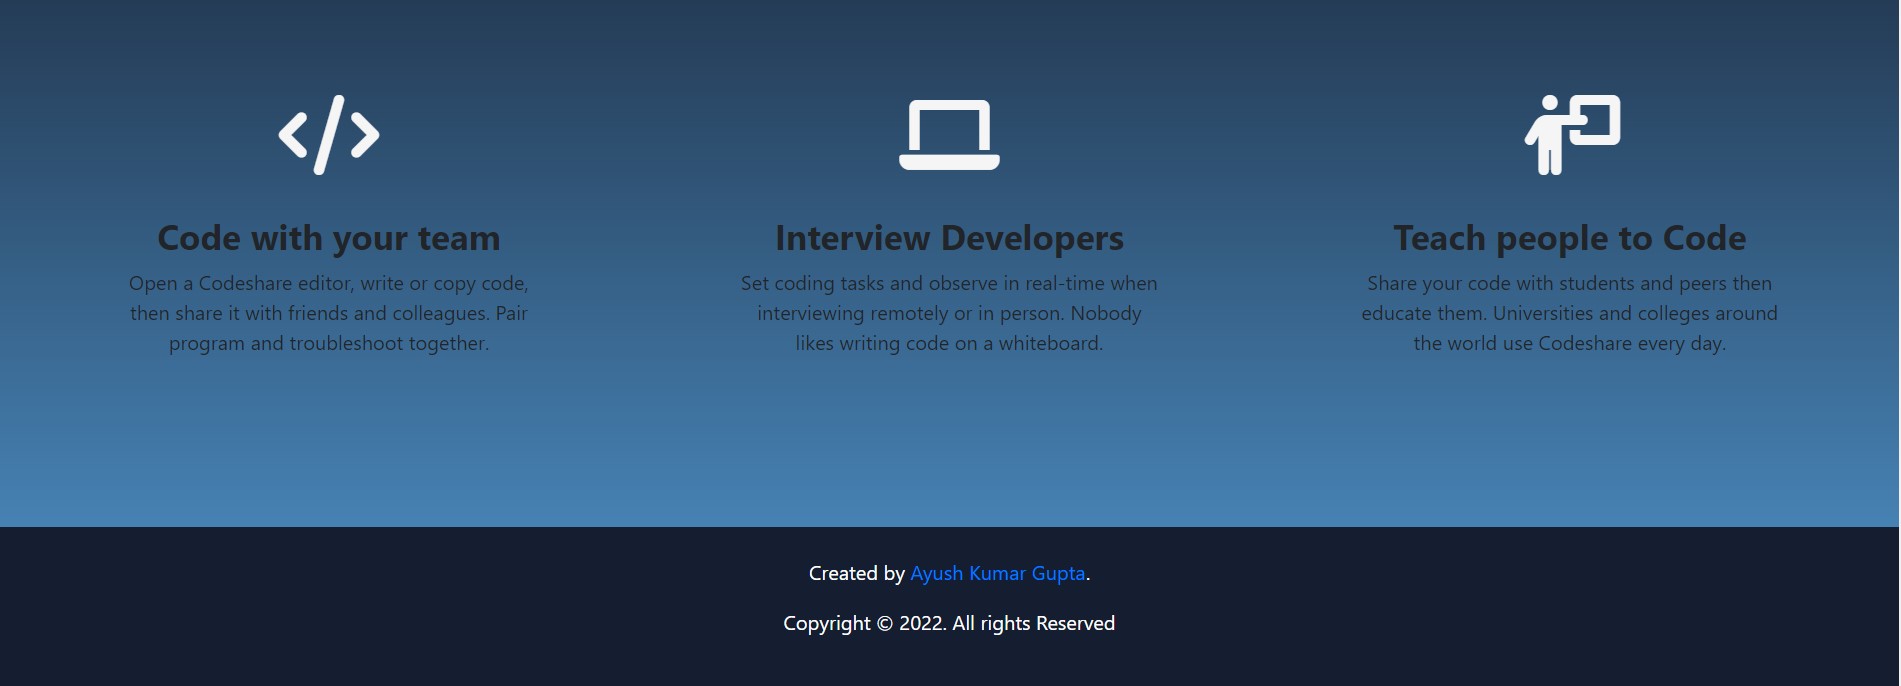 Code with your team
Open a Codeshare editor, write or copy code,
then share it with friends and colleagues. Pair
program and troubleshoot together.
Interview Developers
Set coding tasks and observe in real-time when
interviewing remotely or in person. Nobody
likes writing code on a whiteboard.
Teach people to Code
Share your code with students and peers then
educate them. Universities and colleges around
the world use Codeshare every day.
Created by Ayush Kumar Gupta.
Copyright © 2022. All rights Reserved